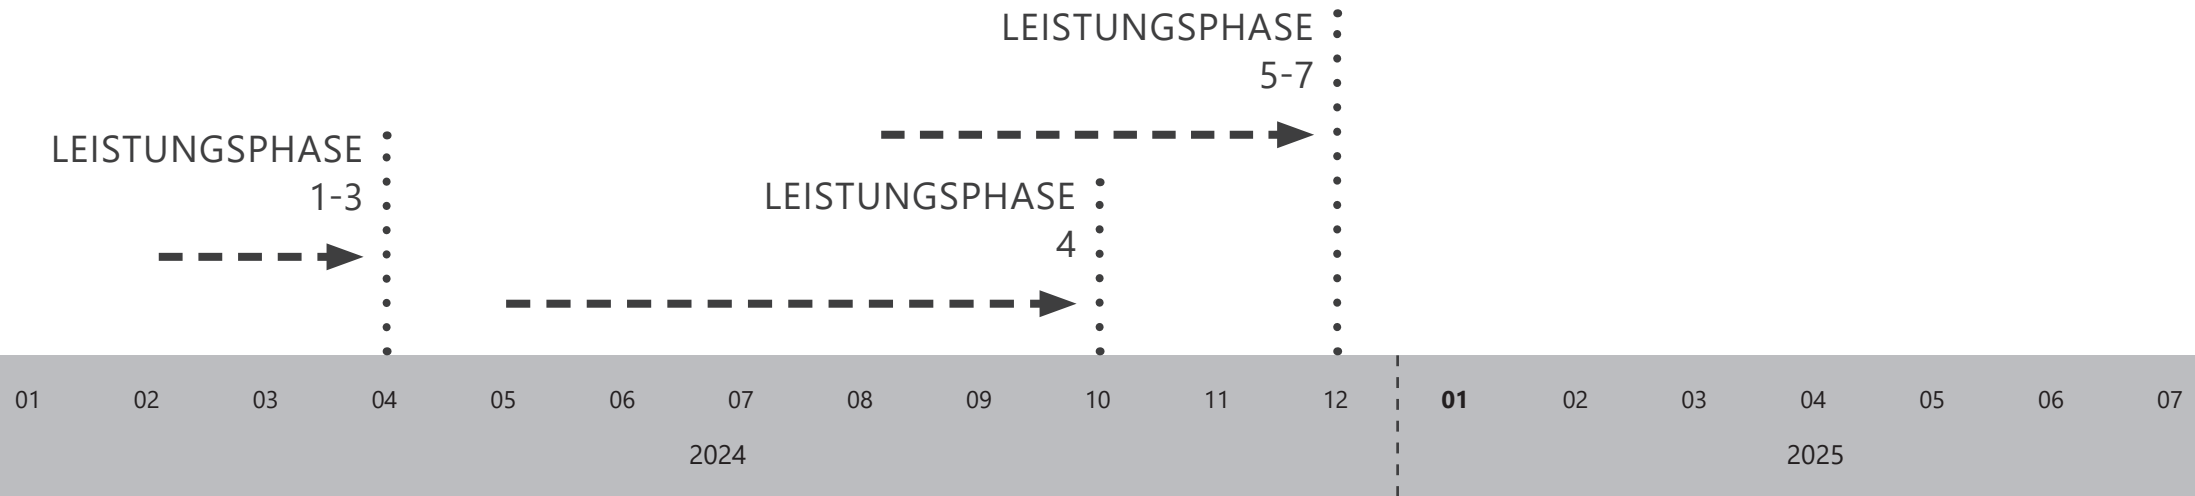 LEISTUNGSPHASE
5-7
LEISTUNGSPHASE
1-3
LEISTUNGSPHASE
4
01 02 03 04 05 06 07 08 09 10 11 12 01 02 03 04 05 06 07
2024 2025